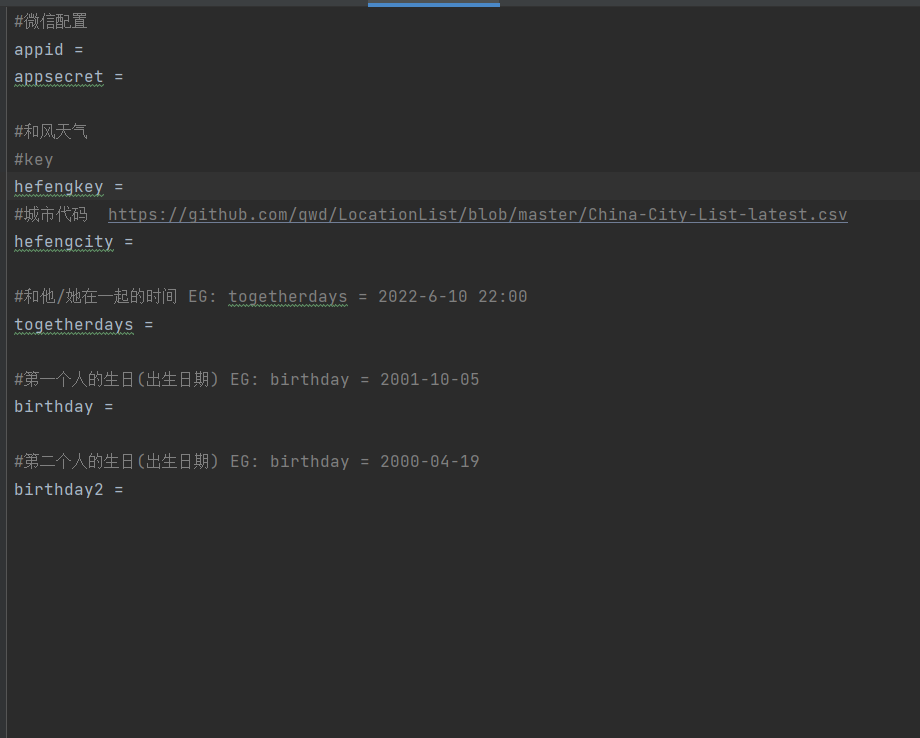 #微信配置
appid =
appsecret =
#和风天气
#key
hefengkey =
#城市代码  https://github.com/qwd/LocationList/blob/master/China-City-List-latest.csv
hefengcity =
#和他/她在一起的时间 EG: togetherdays = 2022-6-10 22:00
togetherdays =
#第一个人的生日(出生日期) EG: birthday = 2001-10-05
birthday =
#第二个人的生日(出生日期) EG: birthday = 2000-04-19
birthday2 =